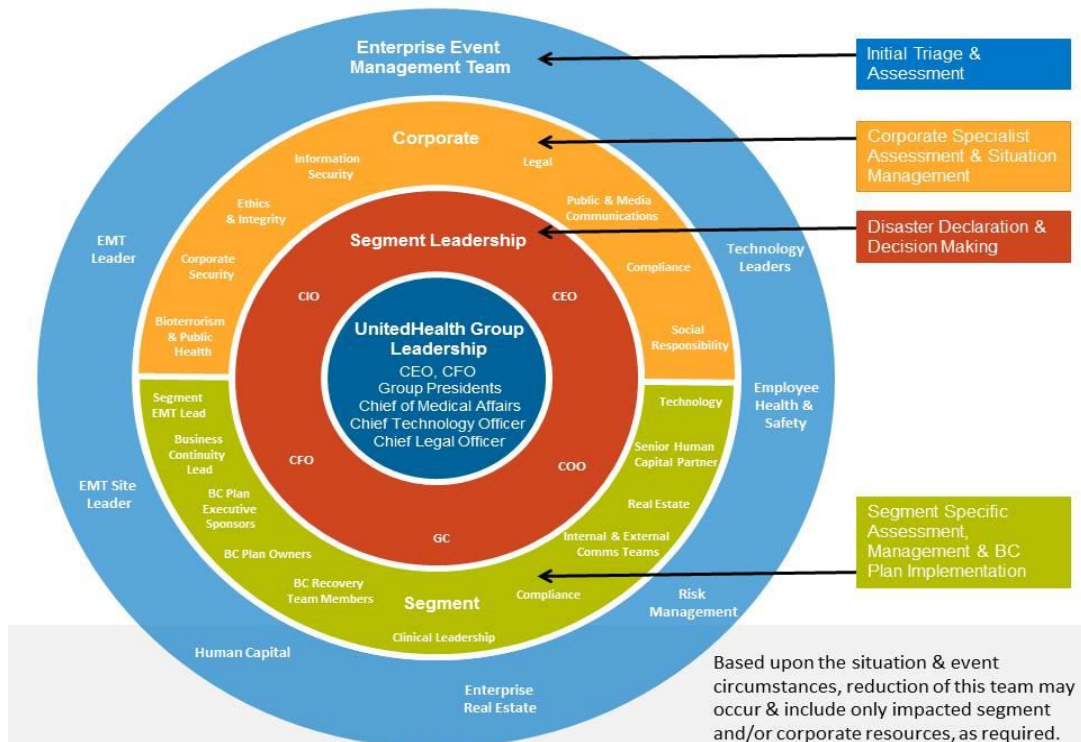 Enterprise Event
Management Team
Initial Triage &
Assessment
Corporate
Corporate Specialist
Assessment & Situation
Management
Information
Security
Legal
Ethics
& Integrity
Public & Media
Communications
Segment Leadership
Disaster Declaration &
Decision Making
EMT
Leader
Technology
Leaders
Corporate
Security
Compliance
CIO
CEO
Bioterrorism
& Public
Health
Social
Responsibility
UnitedHealth Group
Leadership
CEO, CFO
Group Presidents
Chief of Medical Affairs
Chief Technology Officer
Chief Legal Officer
Employee
Health &
Safety
Segment
EMT Lead
Technology
Business
Continuity
Lead
Senior Human
Capital Partner
CFO
COO
EMT Site
Leader
BC Plan
Executive
Sponsors
Real Estate
Segment Specific
Assessment,
Management & BC
Plan Implementation
GC
Internal & External
Comms Teams
BC Plan Owners
BC Recovery
Team Members
Segment
Compliance
Risk
Management
Clinical Leadership
Human Capital
Enterprise
Real Estate
Based upon the situation & event
circumstances, reduction of this team may
occur & include only impacted segment
and/or corporate resources, as required.